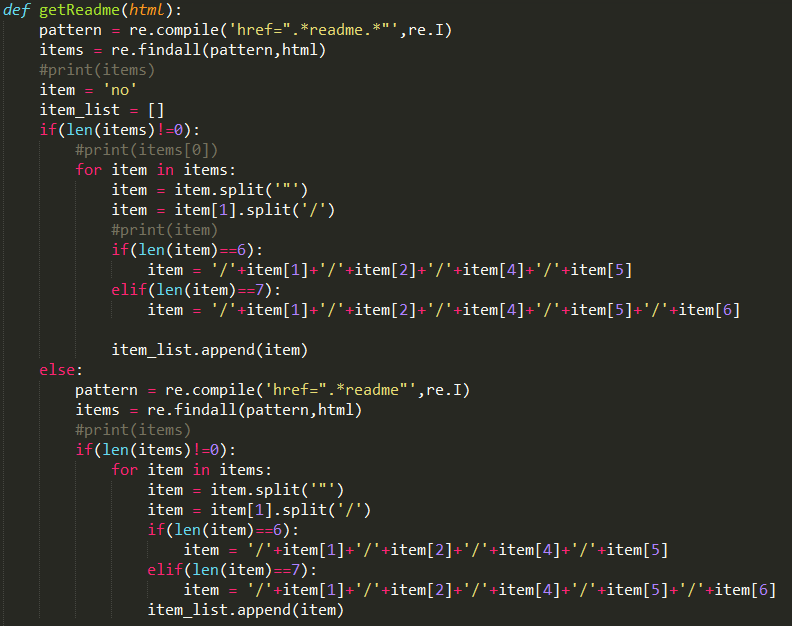 def getReadme(html):
    pattern = re.compile('href=".*readme.*"',re.I)
    items = re.findall(pattern,html)
    #print(items)
    item = 'no'
    item_list = []
    if(len(items)!=0):
        #print(items[0])
        for item in items:
            item = item.split('"')
            item = item[1].split('/')
            #print(item)
            if(len(item)==6):
                item = '/'+item[1]+'/'+item[2]+'/'+item[4]+'/'+item[5]
            elif(len(item)==7):
                item = '/'+item[1]+'/'+item[2]+'/'+item[4]+'/'+item[5]+'/'+item[6]

            item_list.append(item)
    else:
        pattern = re.compile('href=".*readme"',re.I)
        items = re.findall(pattern,html)
        #print(items)
        if(len(items)!=0):
            for item in items:
                item = item.split('"')
                item = item[1].split('/')
                if(len(item)==6):
                    item = '/'+item[1]+'/'+item[2]+'/'+item[4]+'/'+item[5]
                elif(len(item)==7):
                    item = '/'+item[1]+'/'+item[2]+'/'+item[4]+'/'+item[5]+'/'+item[6]
                item_list.append(item)